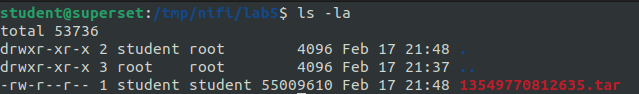 student@superset:/tmp/nifi/lab5$ ls -la
total 53736
drwxr-xr-x 2 student root        4096 Feb 17 21:48 .
drwxr-xr-x 3 root    root        4096 Feb 17 21:37 ..
-rw-r--r-- 1 student student 55009610 Feb 17 21:48 13549770812635.tar